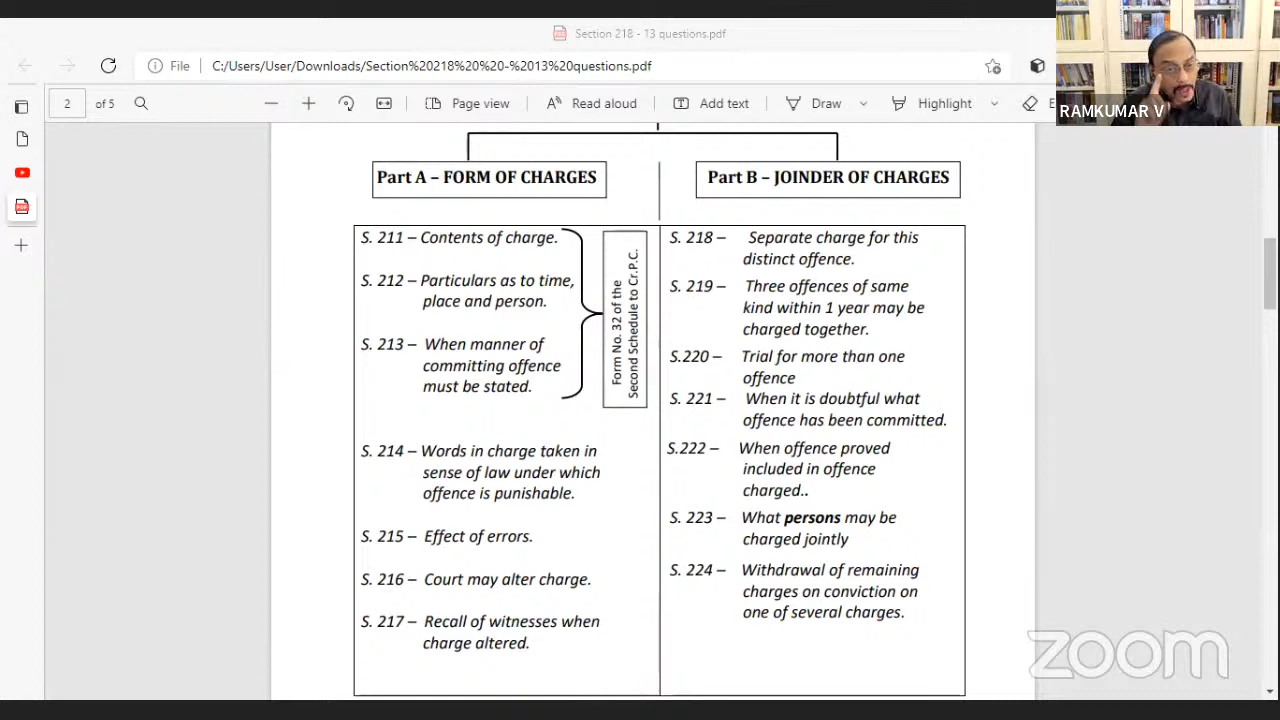 Section 218 - 13 questions.pdf
File
C:/Users/User/Downloads/Section%20218%20%20-%2013%20questions.pdf
2
of 5
Page view
Read aloud
Add text
Draw
Highlight
RAMKUMAR V
Part A – FORM OF CHARGES
S. 211 – Contents of charge.
S. 212 – Particulars as to time,
place and person.
S. 213 – When manner of
committing offence
must be stated.
Form No. 32 of the
Second Schedule to Cr.P.C.
S. 214 – Words in charge taken in
sense of law under which
offence is punishable.
S. 215 – Effect of errors.
S. 216 – Court may alter charge.
S. 217 – Recall of witnesses when
charge altered.
Part B – JOINDER OF CHARGES
S. 218 – Separate charge for this
distinct offence.
S. 219 – Three offences of same
kind within 1 year may be
charged together.
S.220 – Trial for more than one
offence
S. 221 – When it is doubtful what
offence has been committed.
S.222 – When offence proved
included in offence
charged..
S. 223 – What persons may be
charged jointly
S. 224 – Withdrawal of remaining
charges on conviction on
one of several charges.
zoom